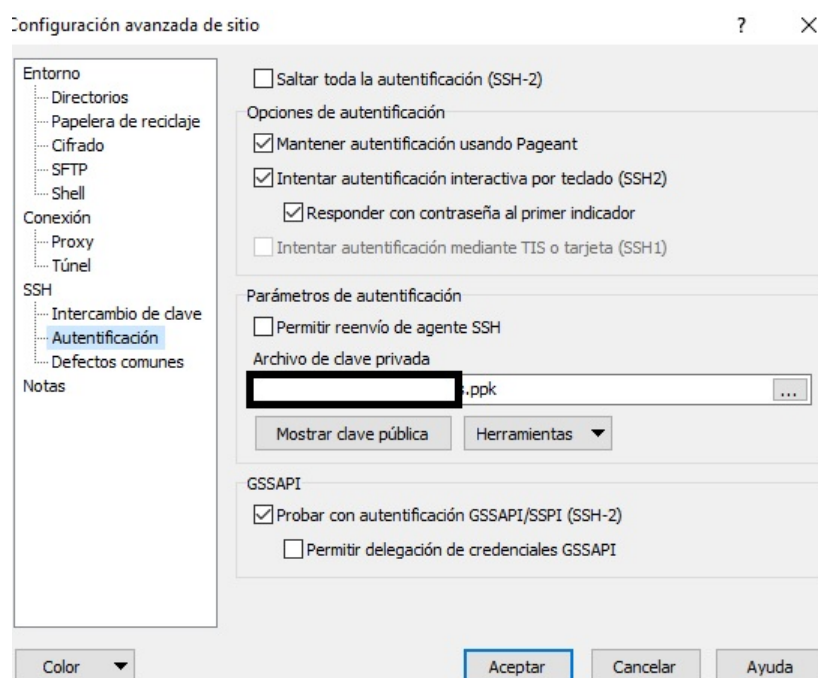 Configuración avanzada de sitio ? X
Entorno
Directorios
Papelera de reciclaje
Cifrado
SFTP
Shell
Conexión
Proxy
Túnel
SSH
Intercambio de clave
Autentificación
Defectos comunes
Notas
Saltar toda la autentificación (SSH-2)
Opciones de autentificación
Mantener autentificación usando Pageant
Intentar autentificación interactiva por teclado (SSH2)
Responder con contraseña al primer indicador
Intentar autentificación mediante TIS o tarjeta (SSH1)
Parámetros de autentificación
Permitir reenvío de agente SSH
Archivo de clave privada
.ppk ...
Mostrar clave pública Herramientas
GSSAPI
Probar con autentificación GSSAPI/SSPI (SSH-2)
Permitir delegación de credenciales GSSAPI
Color Aceptar Cancelar Ayuda